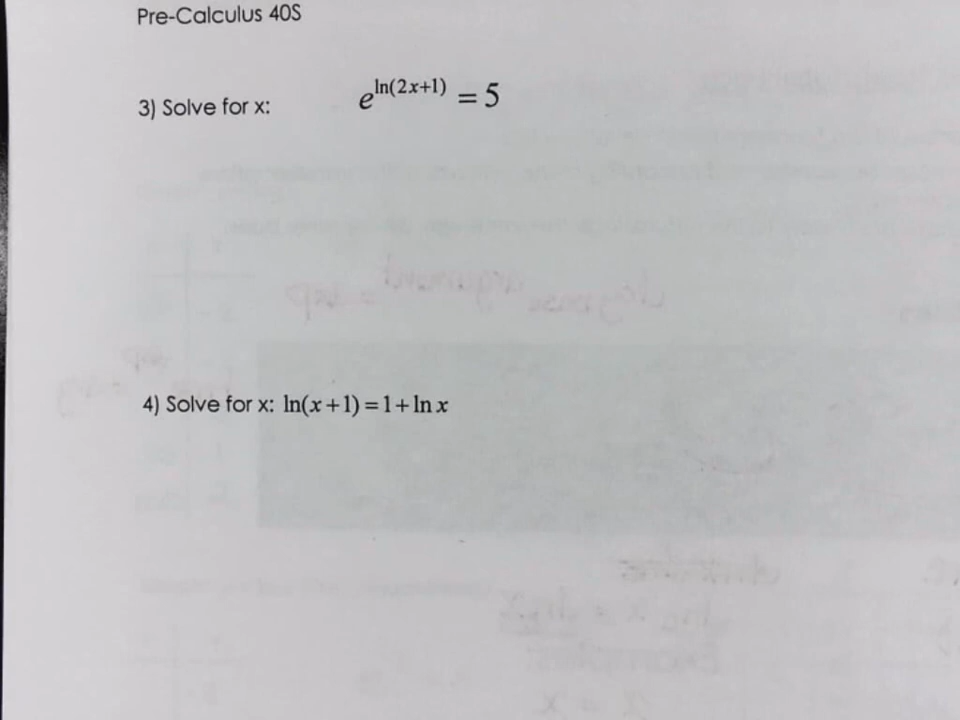 Pre-Calculus 40S
3) Solve for x: e^{ln(2x+1)} = 5
4) Solve for x: ln(x+1) = 1 + ln x